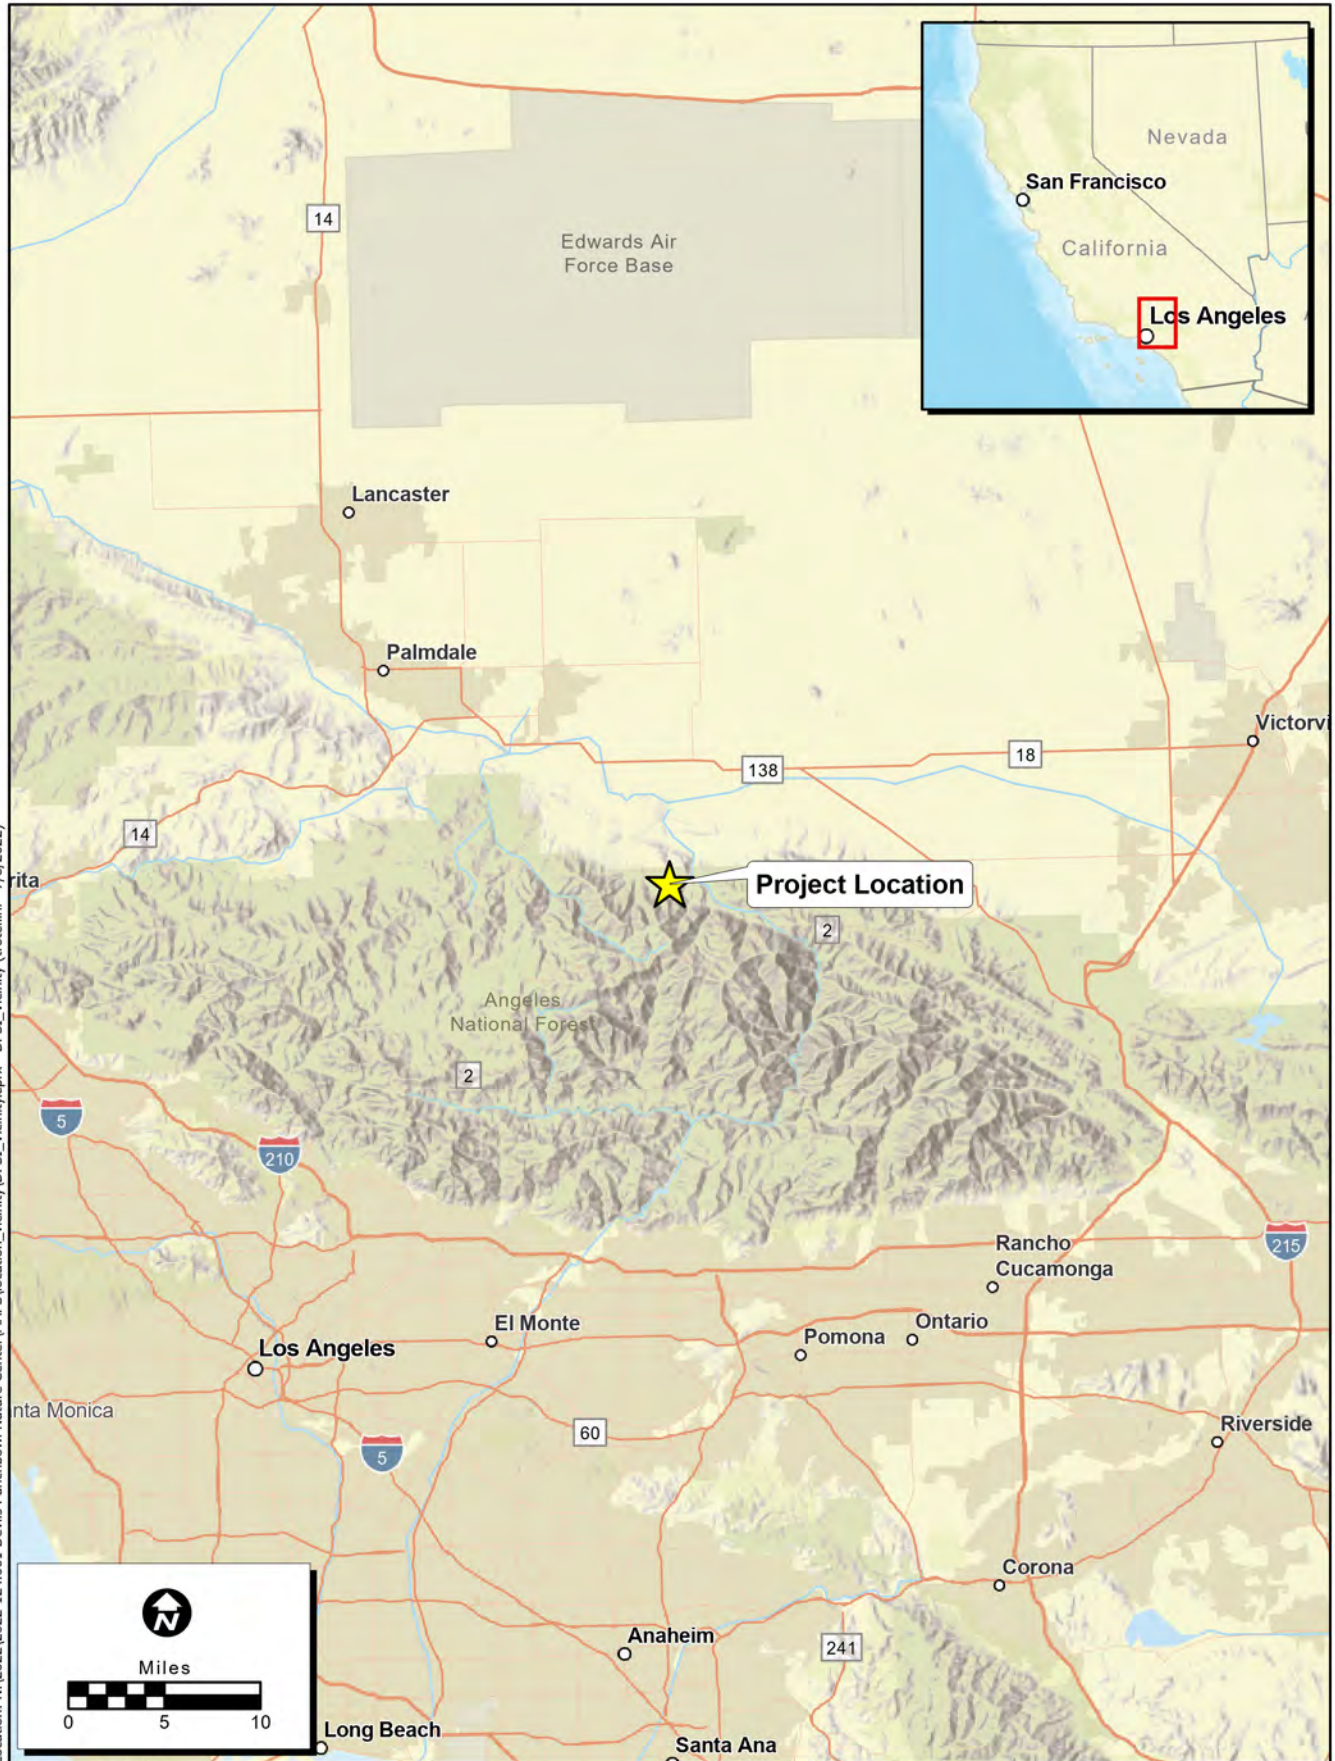 Nevada
San Francisco
California
Los Angeles
14
Edwards Air
Force Base
Lancaster
Palmdale
Victorvi
18
138
14
rita
Project Location
2
Angeles
National Forest
2
5
210
215
Rancho
Cucamonga
El Monte
Ontario
Pomona
Los Angeles
nta Monica
60
Riverside
5
Corona
Anaheim
241
N
Miles
0 5 10
Long Beach
Santa Ana